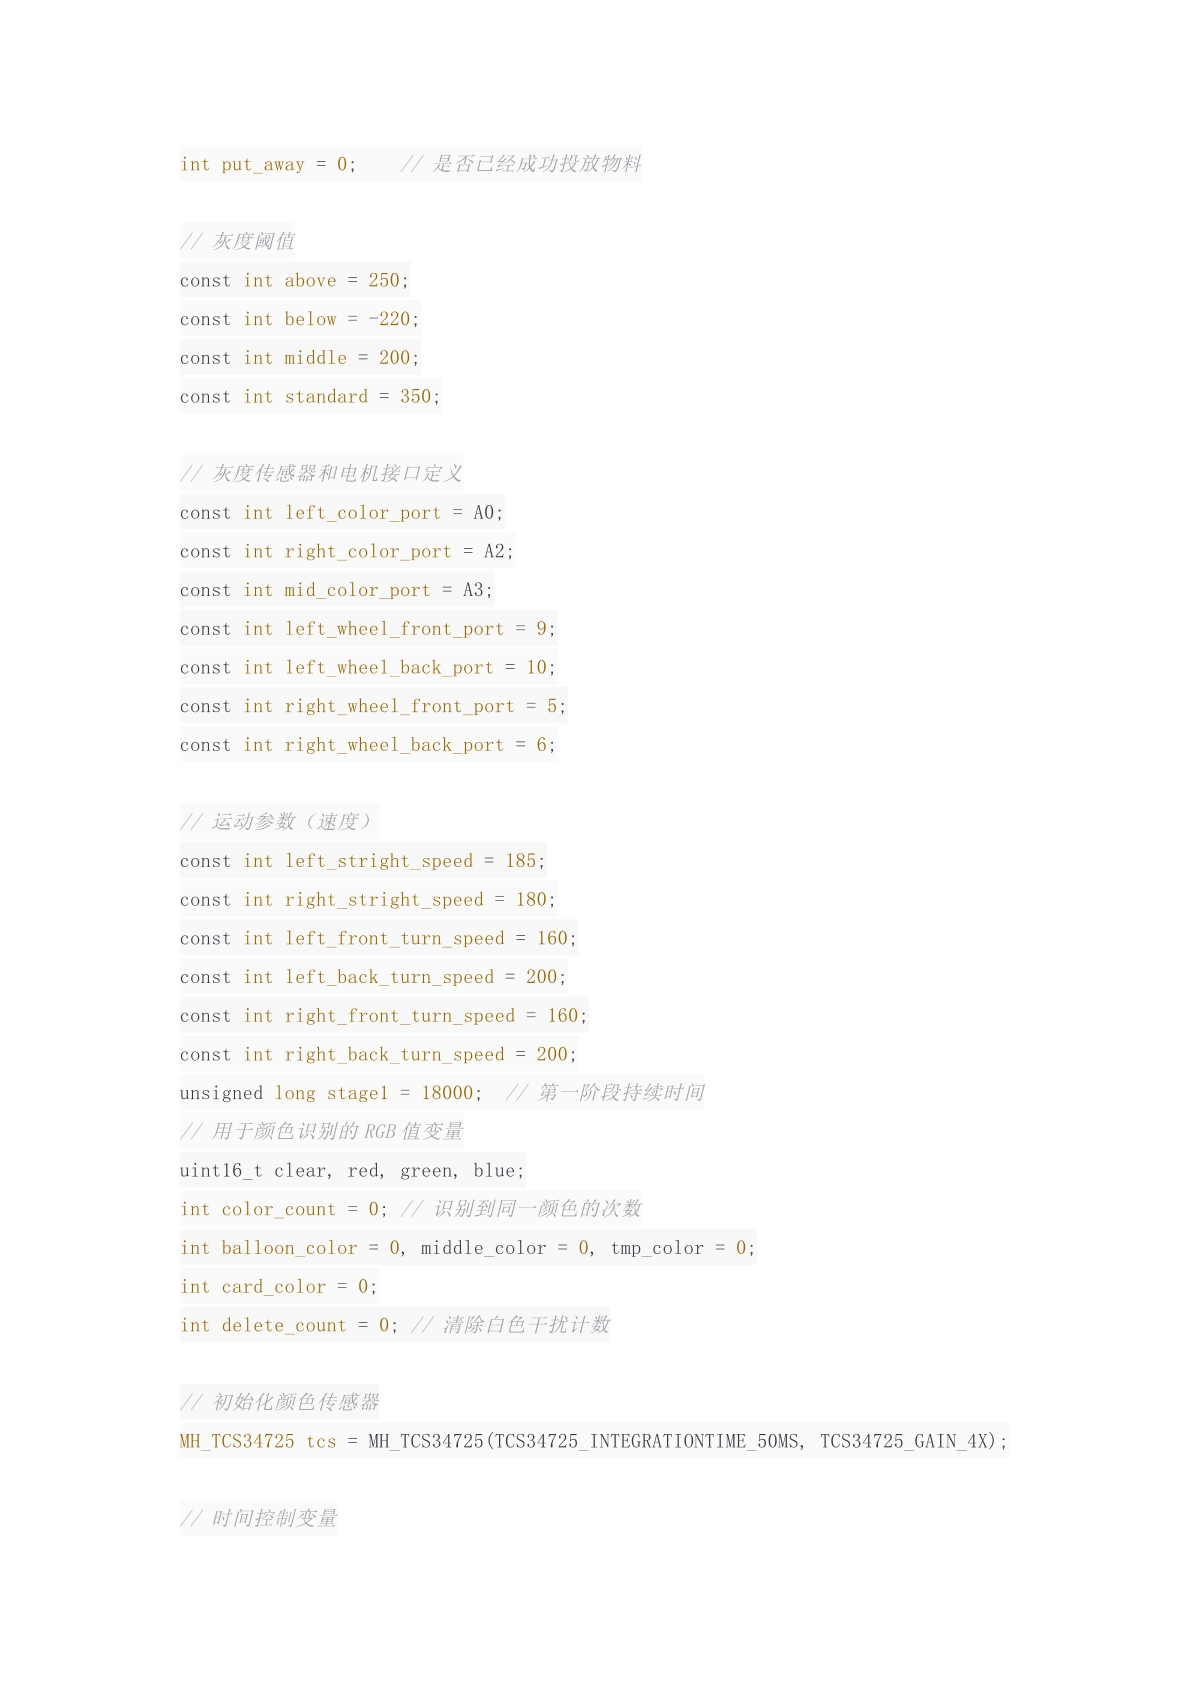 int put_away = 0;    // 是否已经成功投放物料
// 灰度阈值
const int above = 250;
const int below = -220;
const int middle = 200;
const int standard = 350;
// 灰度传感器和电机接口定义
const int left_color_port = A0;
const int right_color_port = A2;
const int mid_color_port = A3;
const int left_wheel_front_port = 9;
const int left_wheel_back_port = 10;
const int right_wheel_front_port = 5;
const int right_wheel_back_port = 6;
// 运动参数（速度）
const int left_stright_speed = 185;
const int right_stright_speed = 180;
const int left_front_turn_speed = 160;
const int left_back_turn_speed = 200;
const int right_front_turn_speed = 160;
const int right_back_turn_speed = 200;
unsigned long stage1 = 18000;  // 第一阶段持续时间
// 用于颜色识别的 RGB 值变量
uint16_t clear, red, green, blue;
int color_count = 0; // 识别到同一颜色的次数
int balloon_color = 0, middle_color = 0, tmp_color = 0;
int card_color = 0;
int delete_count = 0; // 清除白色干扰计数
// 初始化颜色传感器
MH_TCS34725 tcs = MH_TCS34725(TCS34725_INTEGRATIONTIME_50MS, TCS34725_GAIN_4X);
// 时间控制变量